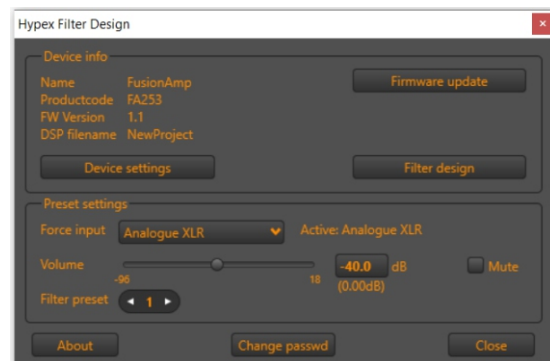 Hypex Filter Design
Device info
Name FusionAmp
Productcode FA253
FW Version 1.1
DSP filename NewProject
Firmware update
Device settings
Filter design
Preset settings
Force input Analogue XLR Active: Analogue XLR
Volume -40.0 dB Mute
-96 18 (0.00dB)
Filter preset 1
About Change passwd Close